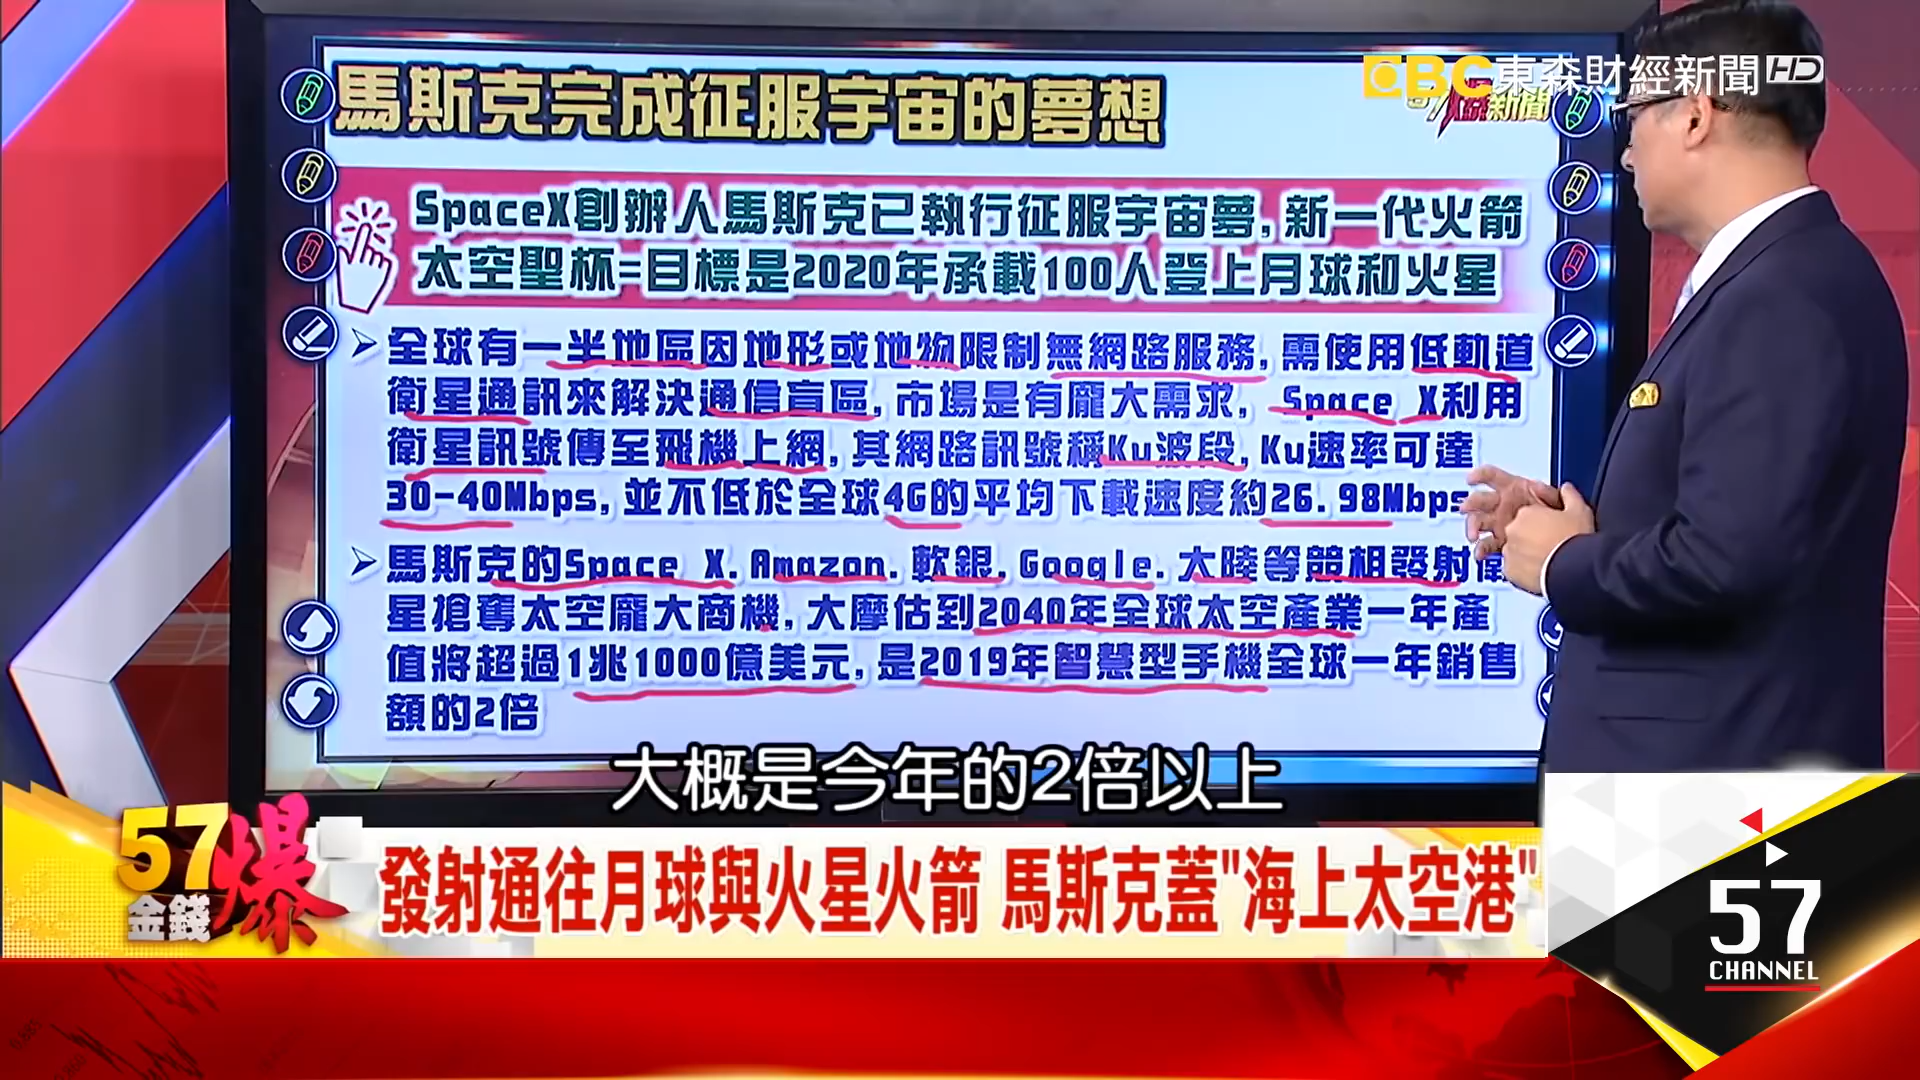 EBC東森財經新聞HD
馬斯克完成征服宇宙的夢想
SpaceX創辦人馬斯克已執行征服宇宙夢,新一代火箭
太空聖杯=目標是2020年承載100人登上月球和火星
➢全球有一半地區因地形或地物限制無網路服務,需使用低軌道
衛星通訊來解決通信盲區,市場是有龐大需求, Space X利用
衛星訊號傳至飛機上網,其網路訊號稱Ku波段,Ku速率可達
30-40Mbps,並不低於全球4G的平均下載速度約26.98Mbps
➢馬斯克的Space X.Amazon.軟銀.Google.大陸等競相發射衛
星搶奪太空龐大商機,大摩估到2040年全球太空產業一年產
值將超過1兆1000億美元,是2019年智慧型手機全球一年銷售
額的2倍
大概是今年的2倍以上
57爆
金錢
發射通往月球與火星火箭 馬斯克蓋"海上太空港"
57
CHANNEL